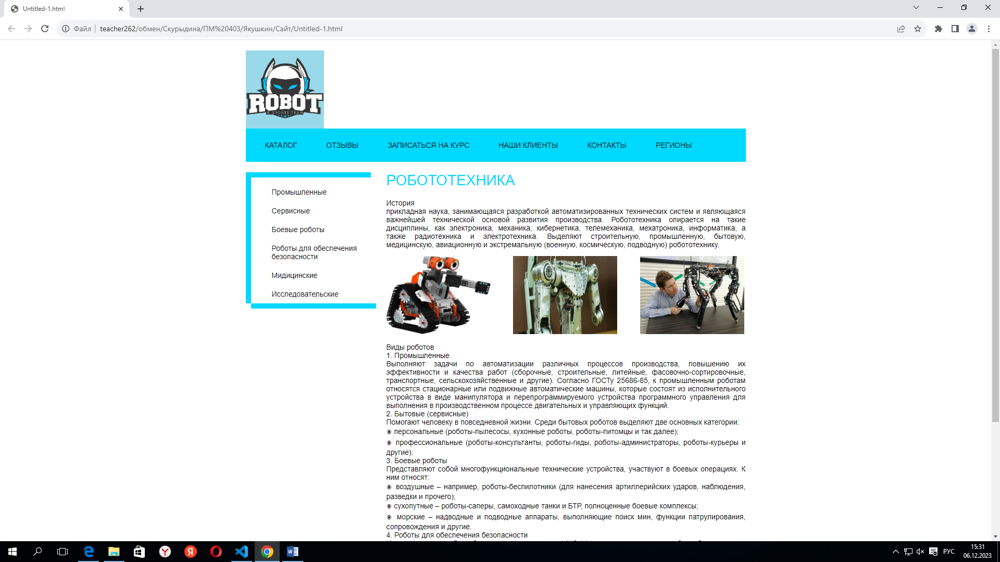 Untitled-1.html
Файл
teacher262/обмен/Скурыдина/ПМ%20403/Якушкин/Сайт/Untitled-1.html
ROBOT
E SPORTS TEAM
КАТАЛОГ ОТЗЫВЫ ЗАПИСАТЬСЯ НА КУРС НАШИ КЛИЕНТЫ КОНТАКТЫ РЕГИОНЫ
Промышленные
Сервисные
Боевые роботы
Роботы для обеспечения
безопасности
Мидицинские
Исследовательские
РОБОТОТЕХНИКА
История
прикладная наука, занимающаяся разработкой автоматизированных технических систем и являющаяся
важнейшей технической основой развития производства. Робототехника опирается на такие
дисциплины, как электроника, механика, кибернетика, телемеханика, мехатроника, информатика, а
также радиотехника и электротехника. Выделяют строительную, промышленную, бытовую,
медицинскую, авиационную и экстремальную (военную, космическую, подводную) робототехнику.
Виды роботов
1. Промышленные
Выполняют задачи по автоматизации различных процессов производства, повышению их
эффективности и качества работ (сборочные, строительные, литейные, фасовочно-сортировочные,
транспортные, сельскохозяйственные и другие). Согласно ГОСТу 25686-85, к промышленным роботам
относятся стационарные или подвижные автоматические машины, которые состоят из исполнительного
устройства в виде манипулятора и перепрограммируемого устройства программного управления для
выполнения в производственном процессе двигательных и управляющих функций.
2. Бытовые (сервисные)
Помогают человеку в повседневной жизни. Среди бытовых роботов выделяют две основных категории:
◉ персональные (роботы-пылесосы, кухонные роботы, роботы-питомцы и так далее);
◉ профессиональные (роботы-консультанты, роботы-гиды, роботы-администраторы, роботы-курьеры и
другие).
3. Боевые роботы
Представляют собой многофункциональные технические устройства, участвуют в боевых операциях. К
ним относят:
◉ воздушные – например, роботы-беспилотники (для нанесения артиллерийских ударов, наблюдения,
разведки и прочего);
◉ сухопутные – роботы-саперы, самоходные танки и БТР, полноценные боевые комплексы;
◉ морские – надводные и подводные аппараты, выполняющие поиск мин, функции патрулирования,
сопровождения и другие.
4. Роботы для обеспечения безопасности
РУС
15:31
06.12.2023